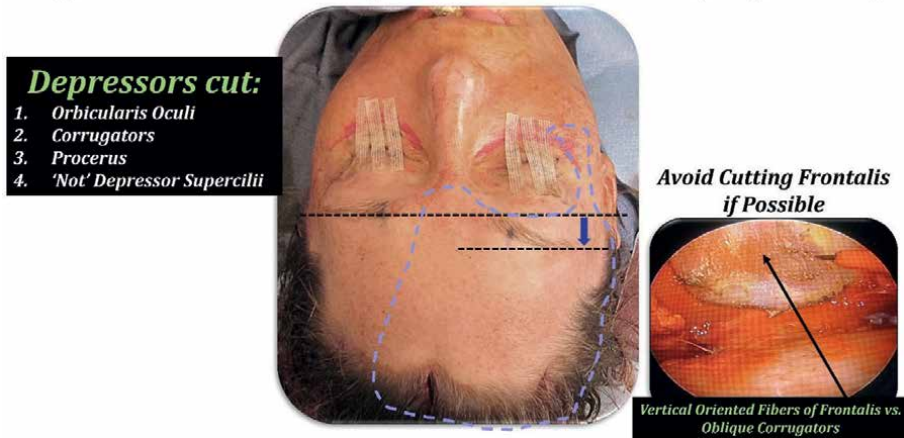 Depressors cut:
1. Orbicularis Oculi
2. Corrugators
3. Procerus
4. 'Not' Depressor Supercilii
Avoid Cutting Frontalis
if Possible
Vertical Oriented Fibers of Frontalis vs.
Oblique Corrugators